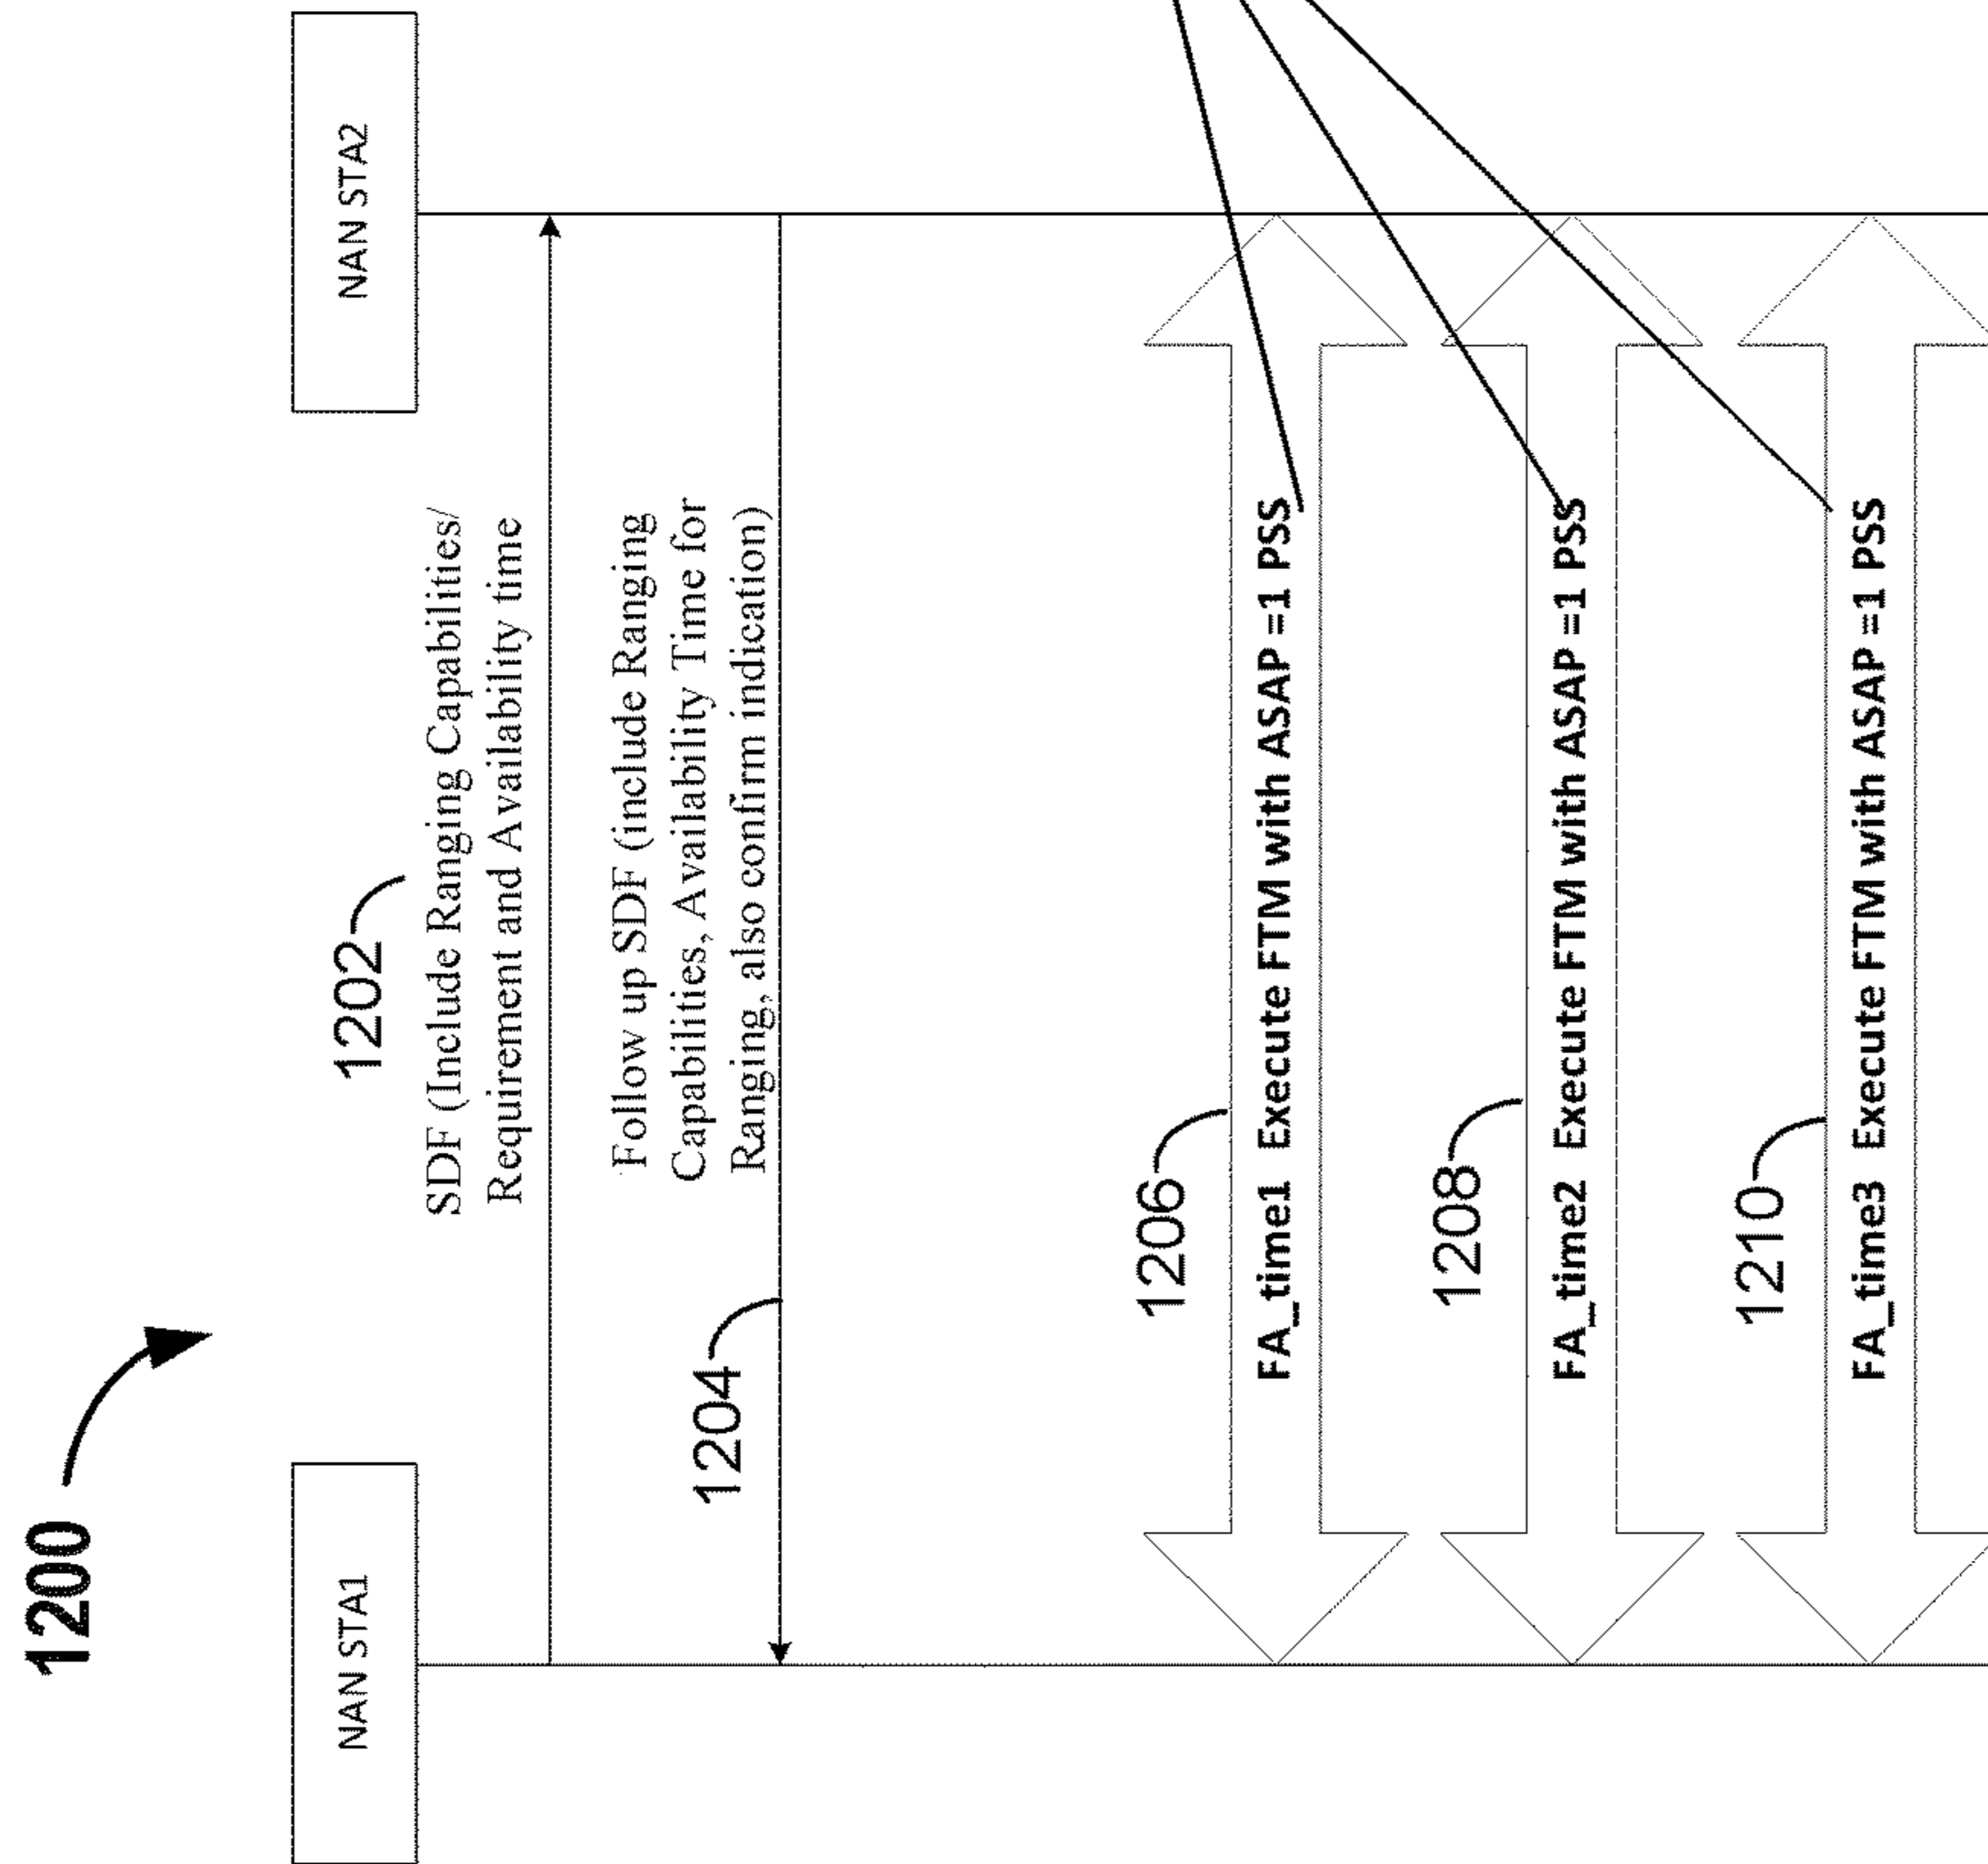 1200
NAN STA1
NAN STA2
1202
SDF (Include Ranging Capabilities/
Requirement and Availability time
Follow up SDF (include Ranging
Capabilities, Availability Time for
Ranging, also confirm indication)
1204
1206
FA_time1 Execute FTM with ASAP =1 PSS
1208
FA_time2 Execute FTM with ASAP =1 PSS
1210
FA_time3 Execute FTM with ASAP =1 PSS